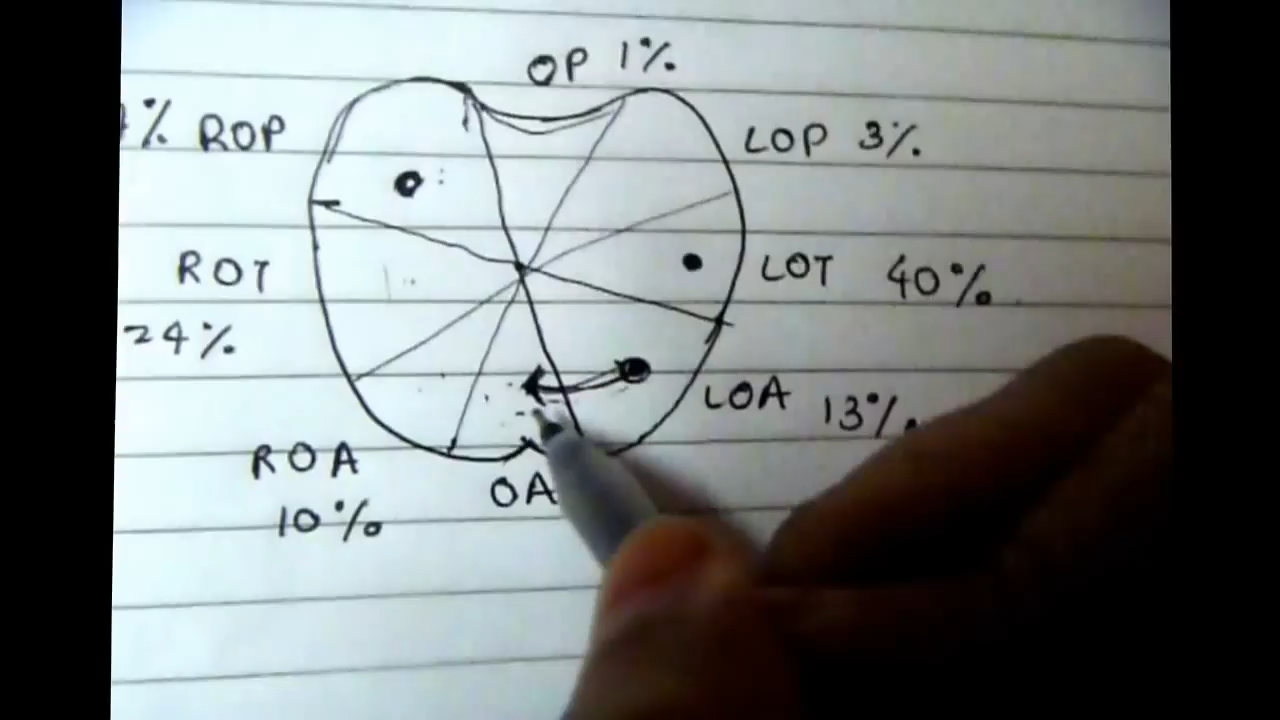 OP 1%
% ROP
LOP 3%
ROT
24%
LOT 40%
LOA 13%
ROA
10%
OA